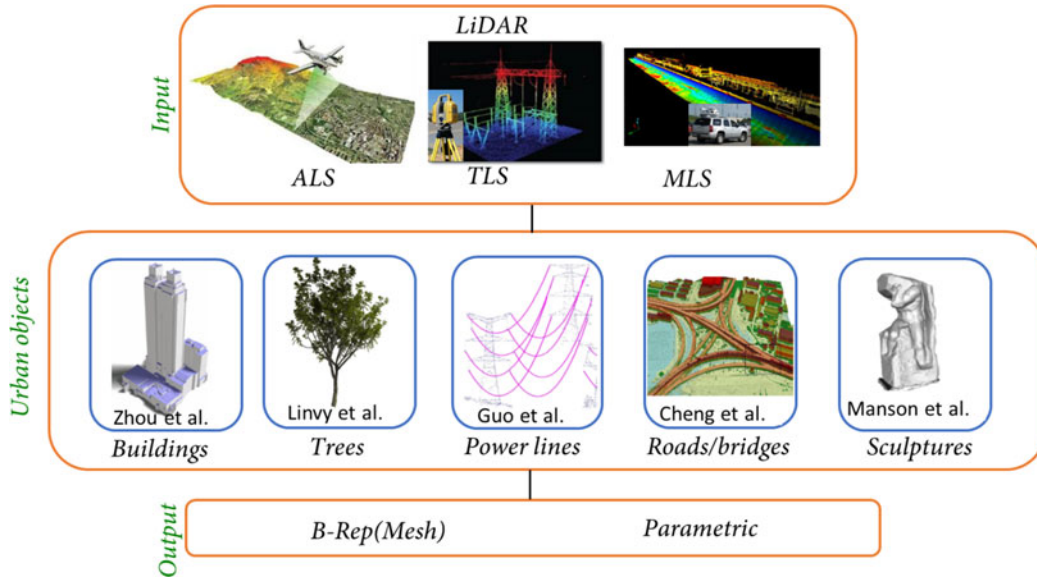 LiDAR
Input
ALS
TLS
MLS
Urban objects
Zhou et al.
Linvy et al.
Guo et al.
Cheng et al.
Manson et al.
Buildings
Trees
Power lines
Roads/bridges
Sculptures
Output
B-Rep(Mesh)
Parametric